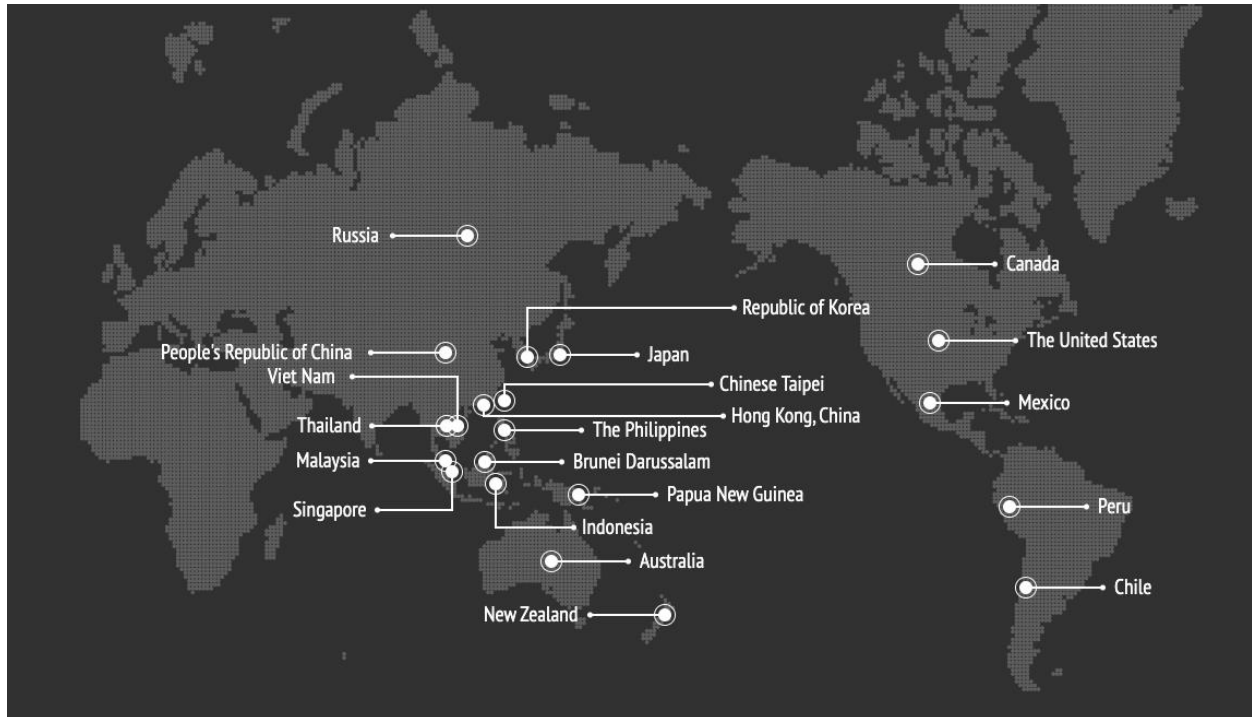 Russia
Canada
Republic of Korea
The United States
People's Republic of China
Japan
Viet Nam
Chinese Taipei
Mexico
Hong Kong, China
Thailand
The Philippines
Malaysia
Brunei Darussalam
Papua New Guinea
Peru
Singapore
Indonesia
Australia
Chile
New Zealand